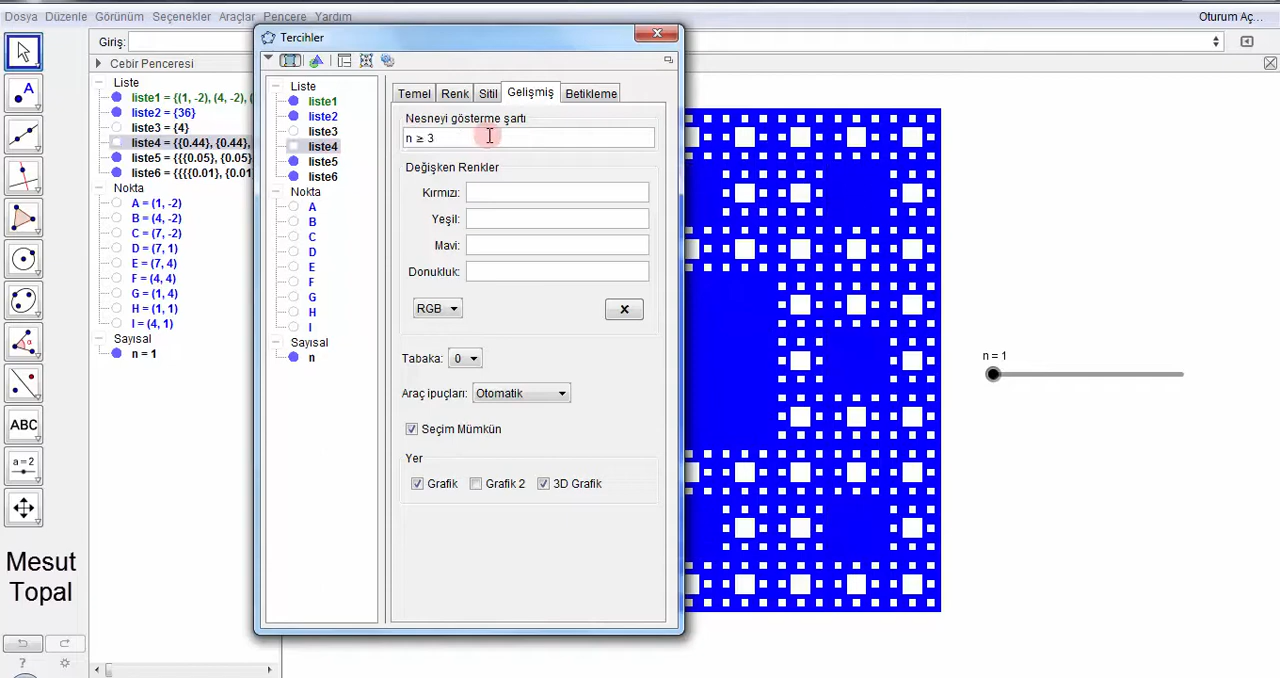 Dosya Düzenle Görünüm Seçenekler Araçlar Pencere Yardım
Oturum Aç...
Giriş:
Cebir Penceresi
Liste
liste1 = {(1, -2), (4, -2), (
liste2 = {36}
liste3 = {4}
liste4 = {{0.44}, {0.44},
liste5 = {{{0.05}, {0.05}
liste6 = {{{{0.01}, {0.01
Nokta
A = (1, -2)
B = (4, -2)
C = (7, -2)
D = (7, 1)
E = (7, 4)
F = (4, 4)
G = (1, 4)
H = (1, 1)
I = (4, 1)
Sayısal
n = 1
ABC
a=2
Mesut
Topal
?
Tercihler
Liste
liste1
liste2
liste3
liste4
liste5
liste6
Nokta
A
B
C
D
E
F
G
H
I
Sayısal
n
Temel Renk Sitil Gelişmiş Betikleme
Nesneyi gösterme şartı
n ≥ 3
Değişken Renkler
Kırmızı:
Yeşil:
Mavi:
Donukluk:
RGB
x
Tabaka: 0
Araç ipuçları: Otomatik
Seçim Mümkün
Yer
Grafik Grafik 2 3D Grafik
n = 1